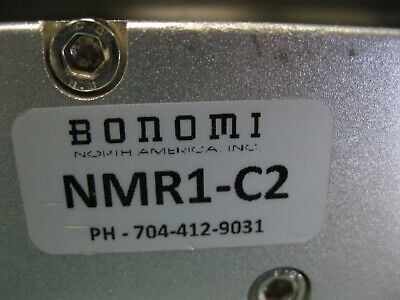 BONOMI
NORTH AMERICA, INC.
NMR1-C2
PH - 704-412-9031